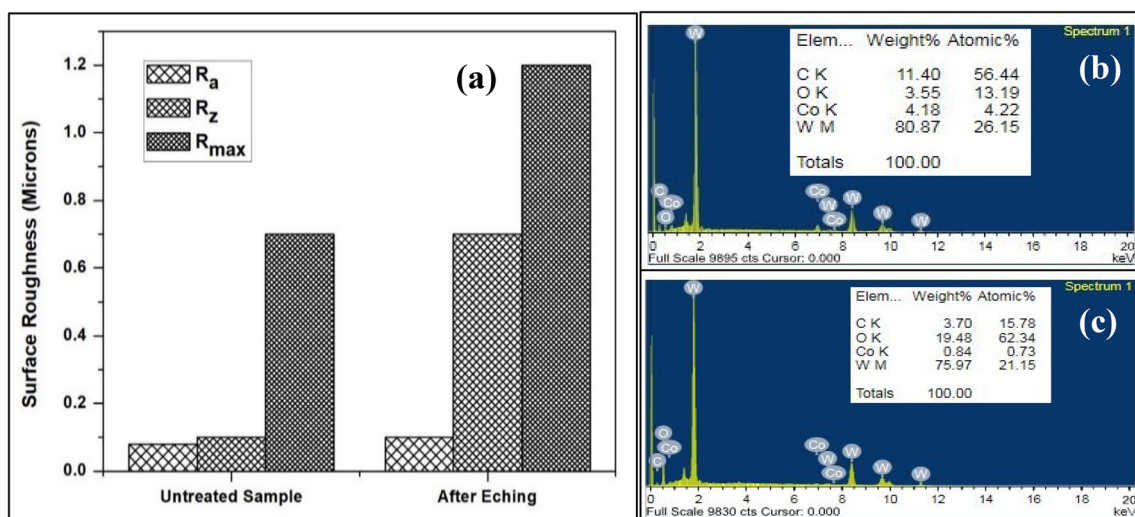 (a)
R_a
R_z
R_max
Surface Roughness (Microns)
1.2
1.0
0.8
0.6
0.4
0.2
0.0
Untreated Sample
After Eching
Spectrum 1
(b)
Elem... Weight% Atomic%
C K 11.40 56.44
O K 3.55 13.19
Co K 4.18 4.22
W M 80.87 26.15
Totals 100.00
W
C
Co
O
Co
W
Co
W
W
W
0 2 4 6 8 10 12 14 16 18 20
Full Scale 9895 cts Cursor: 0.000
keV
Spectrum 1
(c)
Elem... Weight% Atomic%
C K 3.70 15.78
O K 19.48 62.34
Co K 0.84 0.73
W M 75.97 21.15
Totals 100.00
W
O
Co
C
Co
W
Co
W
W
W
0 2 4 6 8 10 12 14 16 18 20
Full Scale 9830 cts Cursor: 0.000
keV